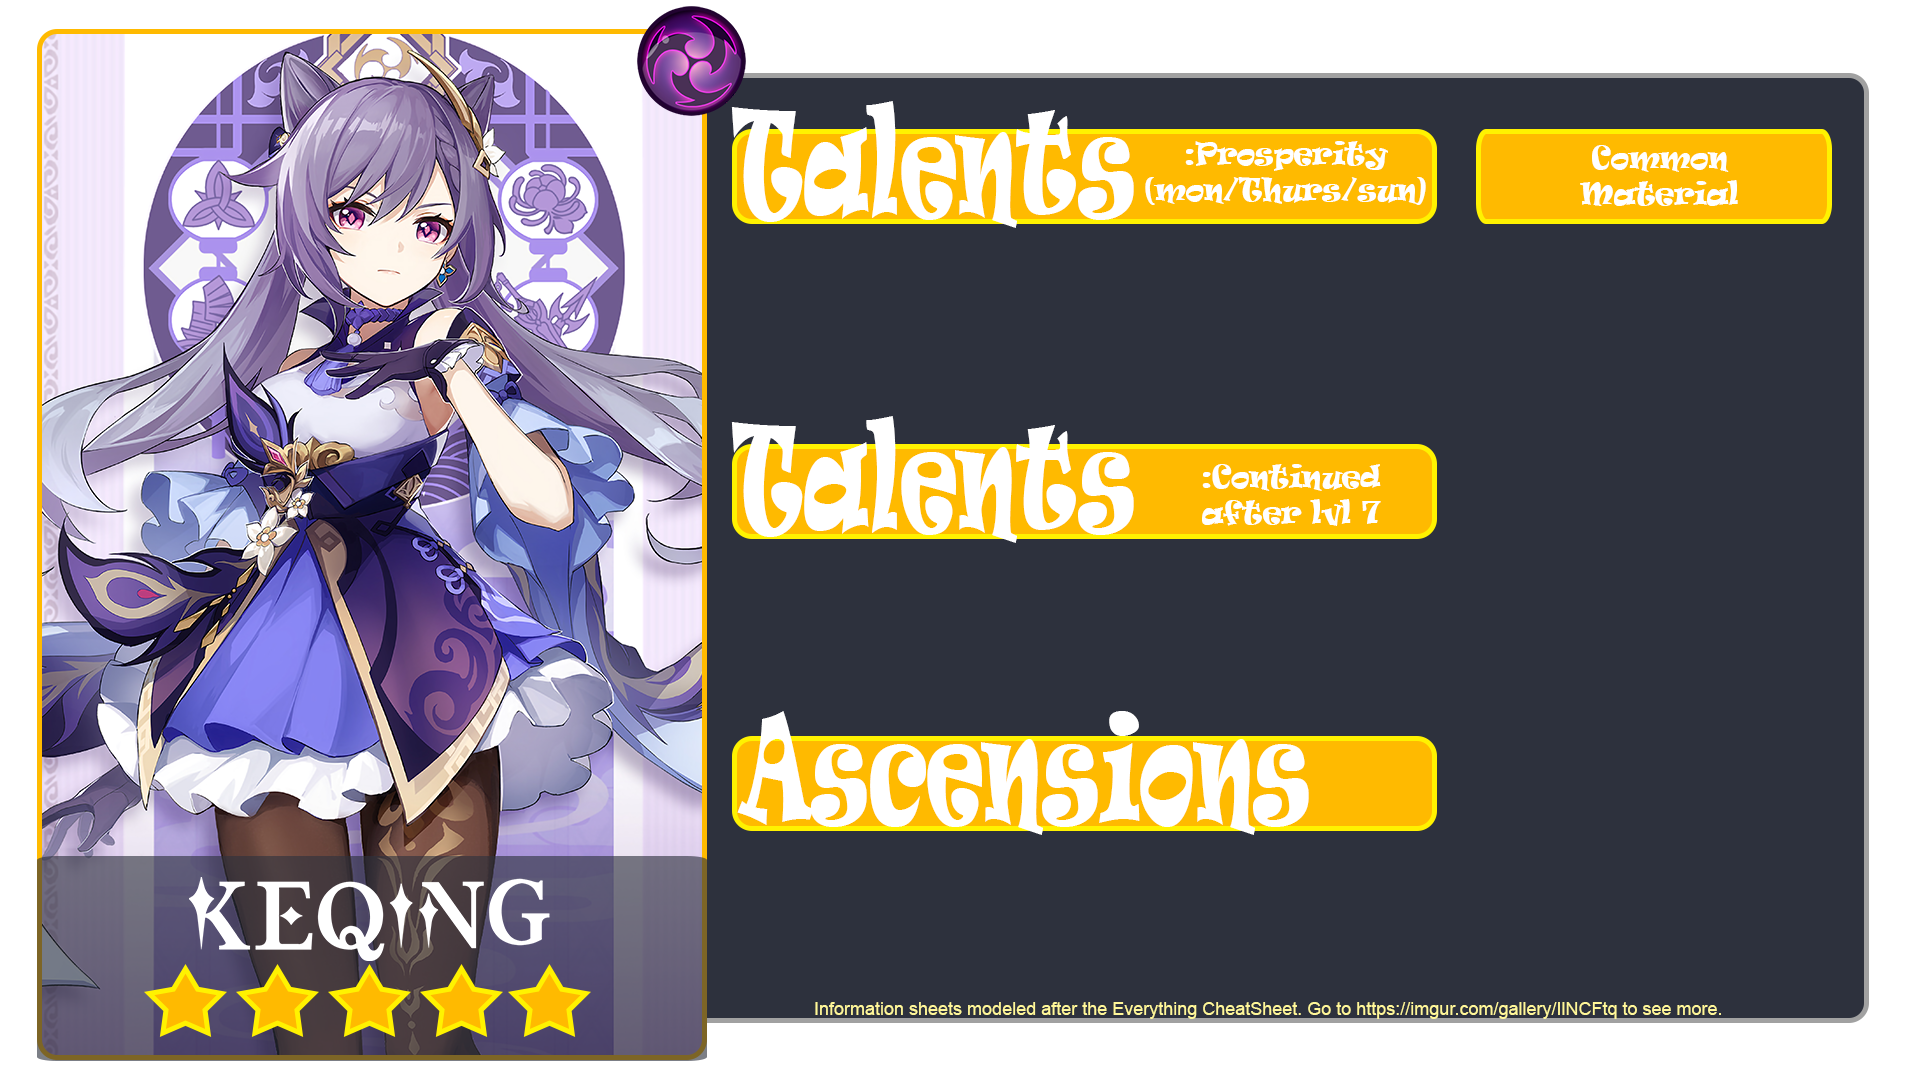 Talents
:Prosperity
(mon/Thurs/sun)
Common
Material
Talents
:Continued
after lvl 7
Ascensions
KEQING
Information sheets modeled after the Everything CheatSheet. Go to https://imgur.com/gallery/IINCFtq to see more.